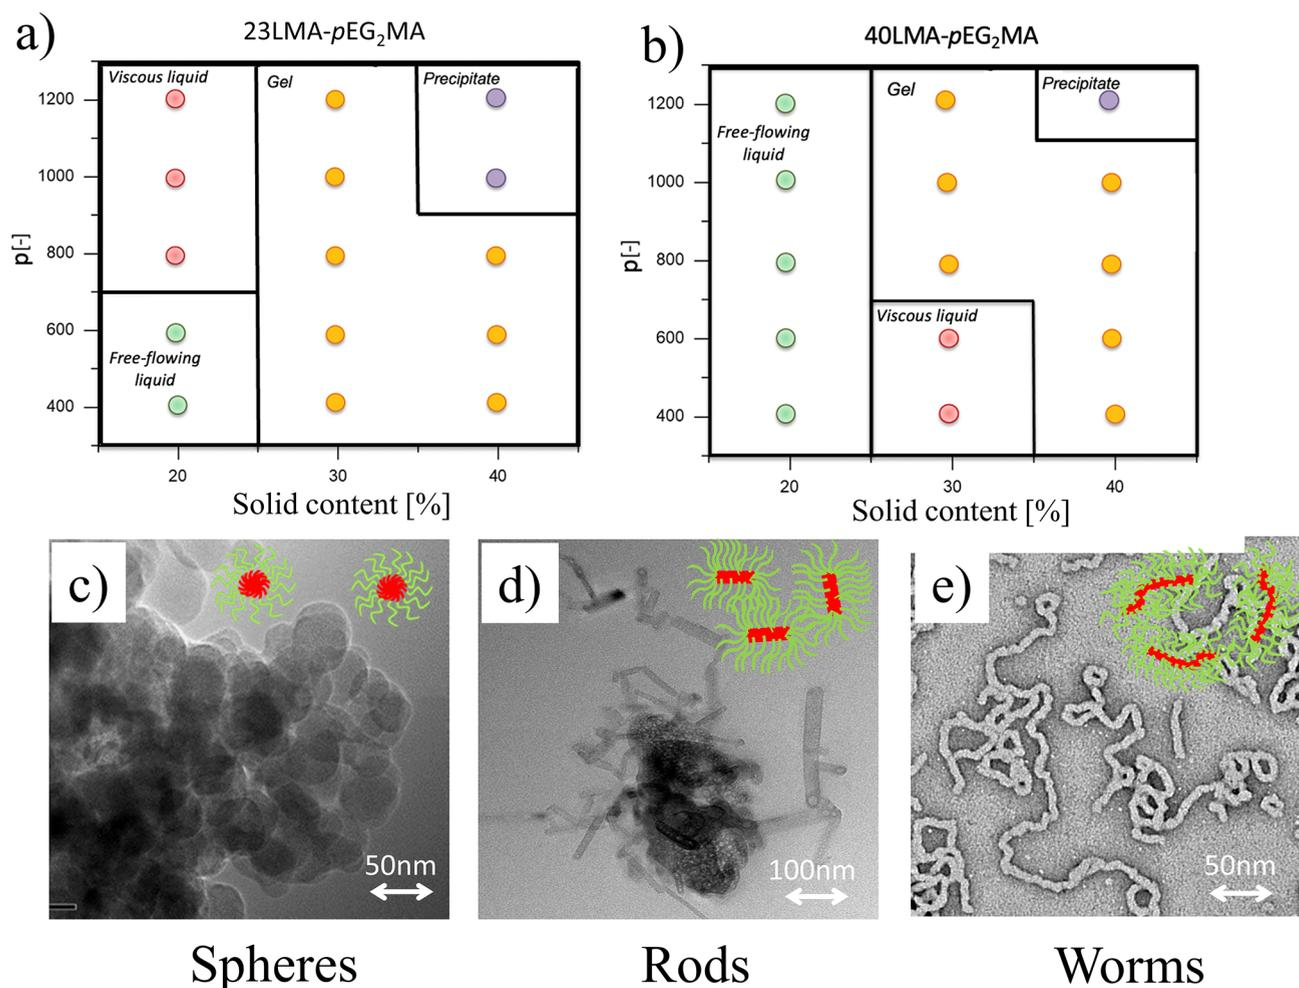 a)
23LMA-pEG₂MA
Viscous liquid
Gel
Precipitate
1200
1000
800
600
400
p[-]
Free-flowing
liquid
20
30
40
Solid content [%]
b)
40LMA-pEG₂MA
Gel
Precipitate
1200
1000
800
600
400
p[-]
Free-flowing
liquid
Viscous liquid
20
30
40
Solid content [%]
c)
50nm
d)
100nm
e)
50nm
Spheres
Rods
Worms